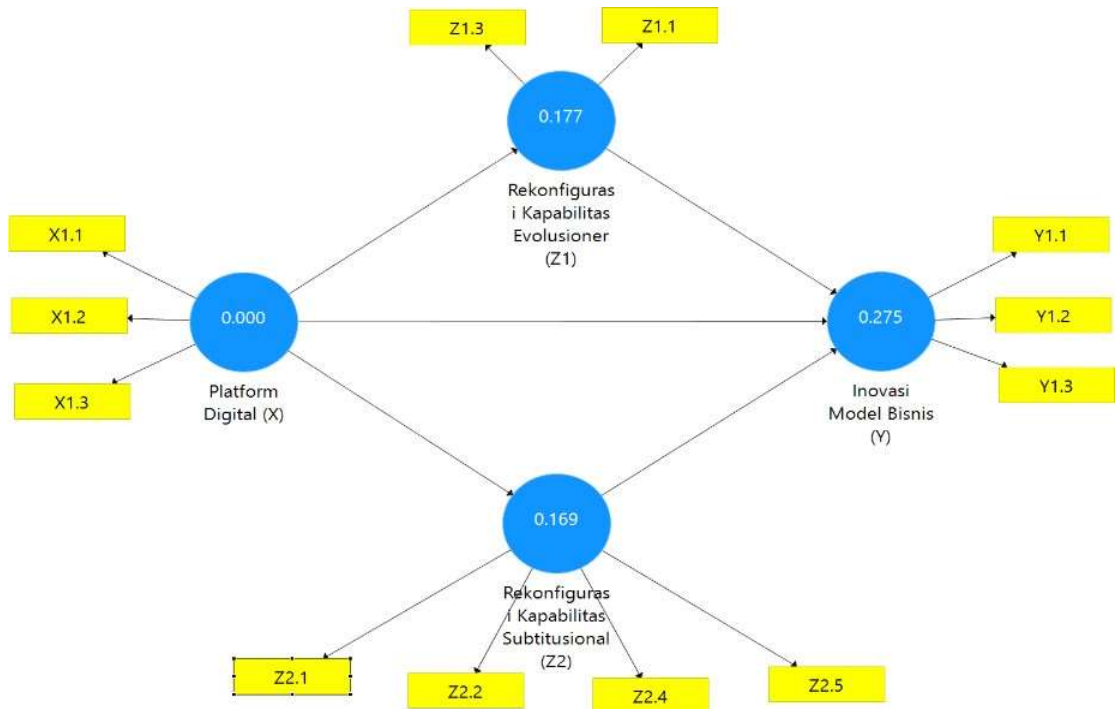 Z1.3
Z1.1
0.177
Rekonfiguras
i Kapabilitas
Evolusioner
(Z1)
X1.1
X1.2
X1.3
0.000
Platform
Digital (X)
0.275
Inovasi
Model Bisnis
(Y)
Y1.1
Y1.2
Y1.3
0.169
Rekonfiguras
i Kapabilitas
Subtitusional
(Z2)
Z2.1
Z2.2
Z2.4
Z2.5